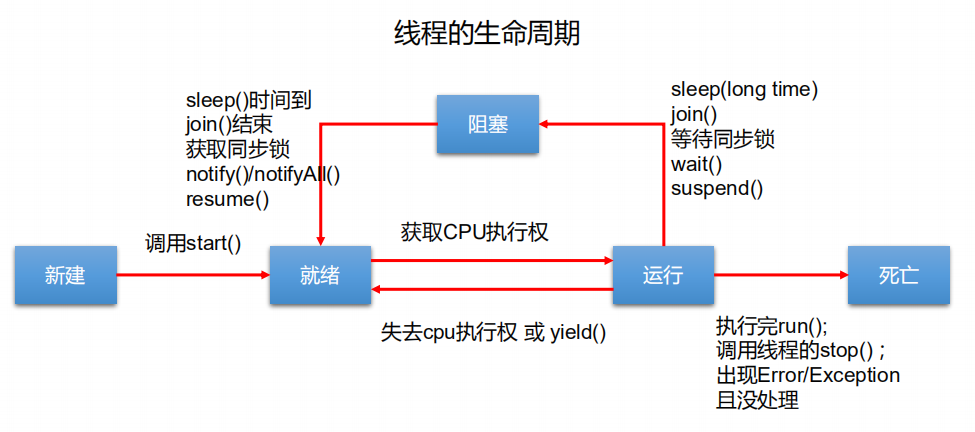 线程的生命周期
sleep()时间到
join()结束
获取同步锁
notify()/notifyAll()
resume()
阻塞
sleep(long time)
join()
等待同步锁
wait()
suspend()
调用start()
获取CPU执行权
新建
就绪
运行
死亡
失去cpu执行权 或 yield()
执行完run();
调用线程的stop() ;
出现Error/Exception
且没处理